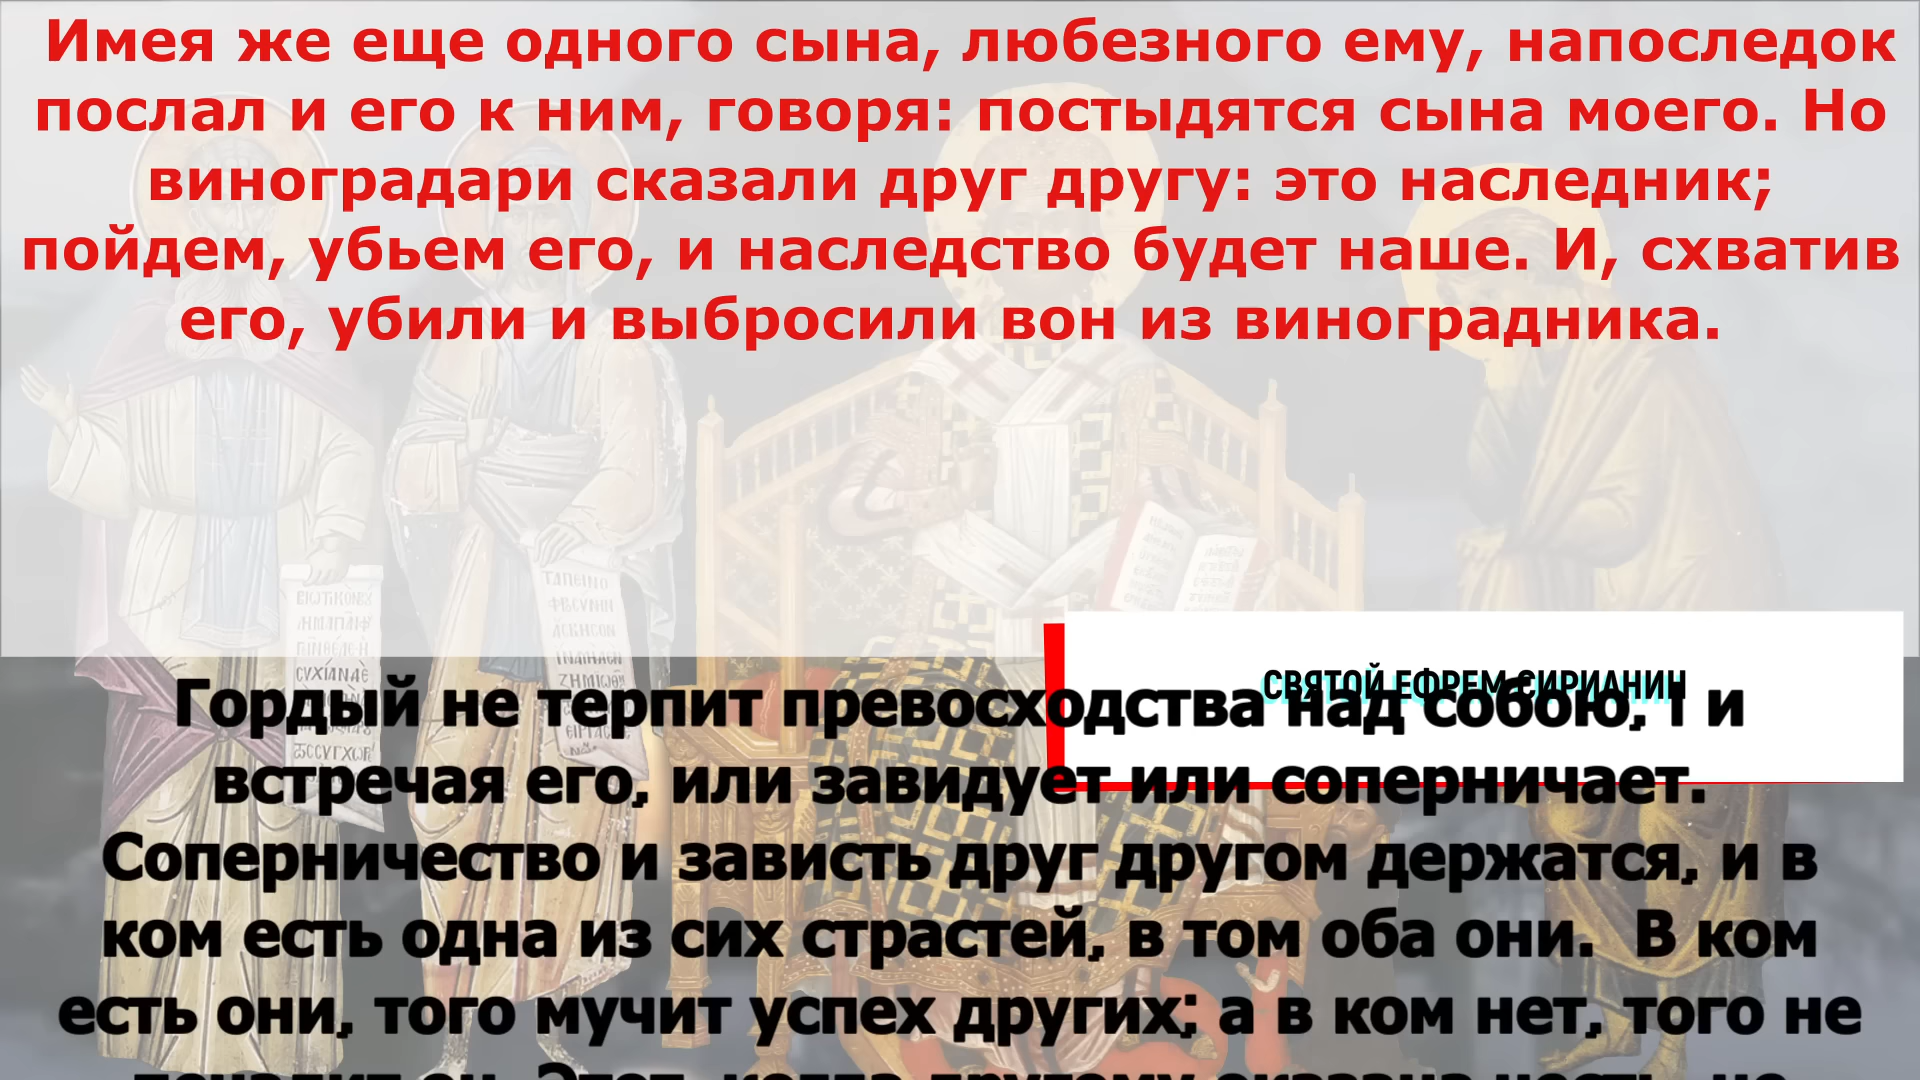 Имея же еще одного сына, любезного ему, напоследок
послал и его к ним, говоря: постыдятся сына моего. Но
виноградари сказали друг другу: это наследник;
пойдем, убьем его, и наследство будет наше. И, схватив
его, убили и выбросили вон из виноградника.
СВЯТОЙ ЕФРЕМ СИРИАНИН
Гордый не терпит превосходства над собою, и
встречая его, или завидует или соперничает.
Соперничество и зависть друг другом держатся, и в
ком есть одна из сих страстей, в том оба они. В ком
есть они, того мучит успех других; а в ком нет, того не